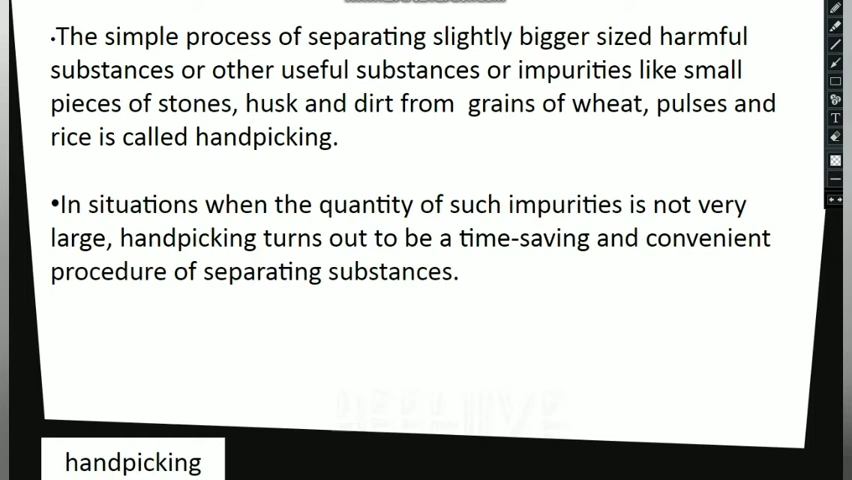 •The simple process of separating slightly bigger sized harmful
substances or other useful substances or impurities like small
pieces of stones, husk and dirt from grains of wheat, pulses and
rice is called handpicking.
•In situations when the quantity of such impurities is not very
large, handpicking turns out to be a time-saving and convenient
procedure of separating substances.
handpicking